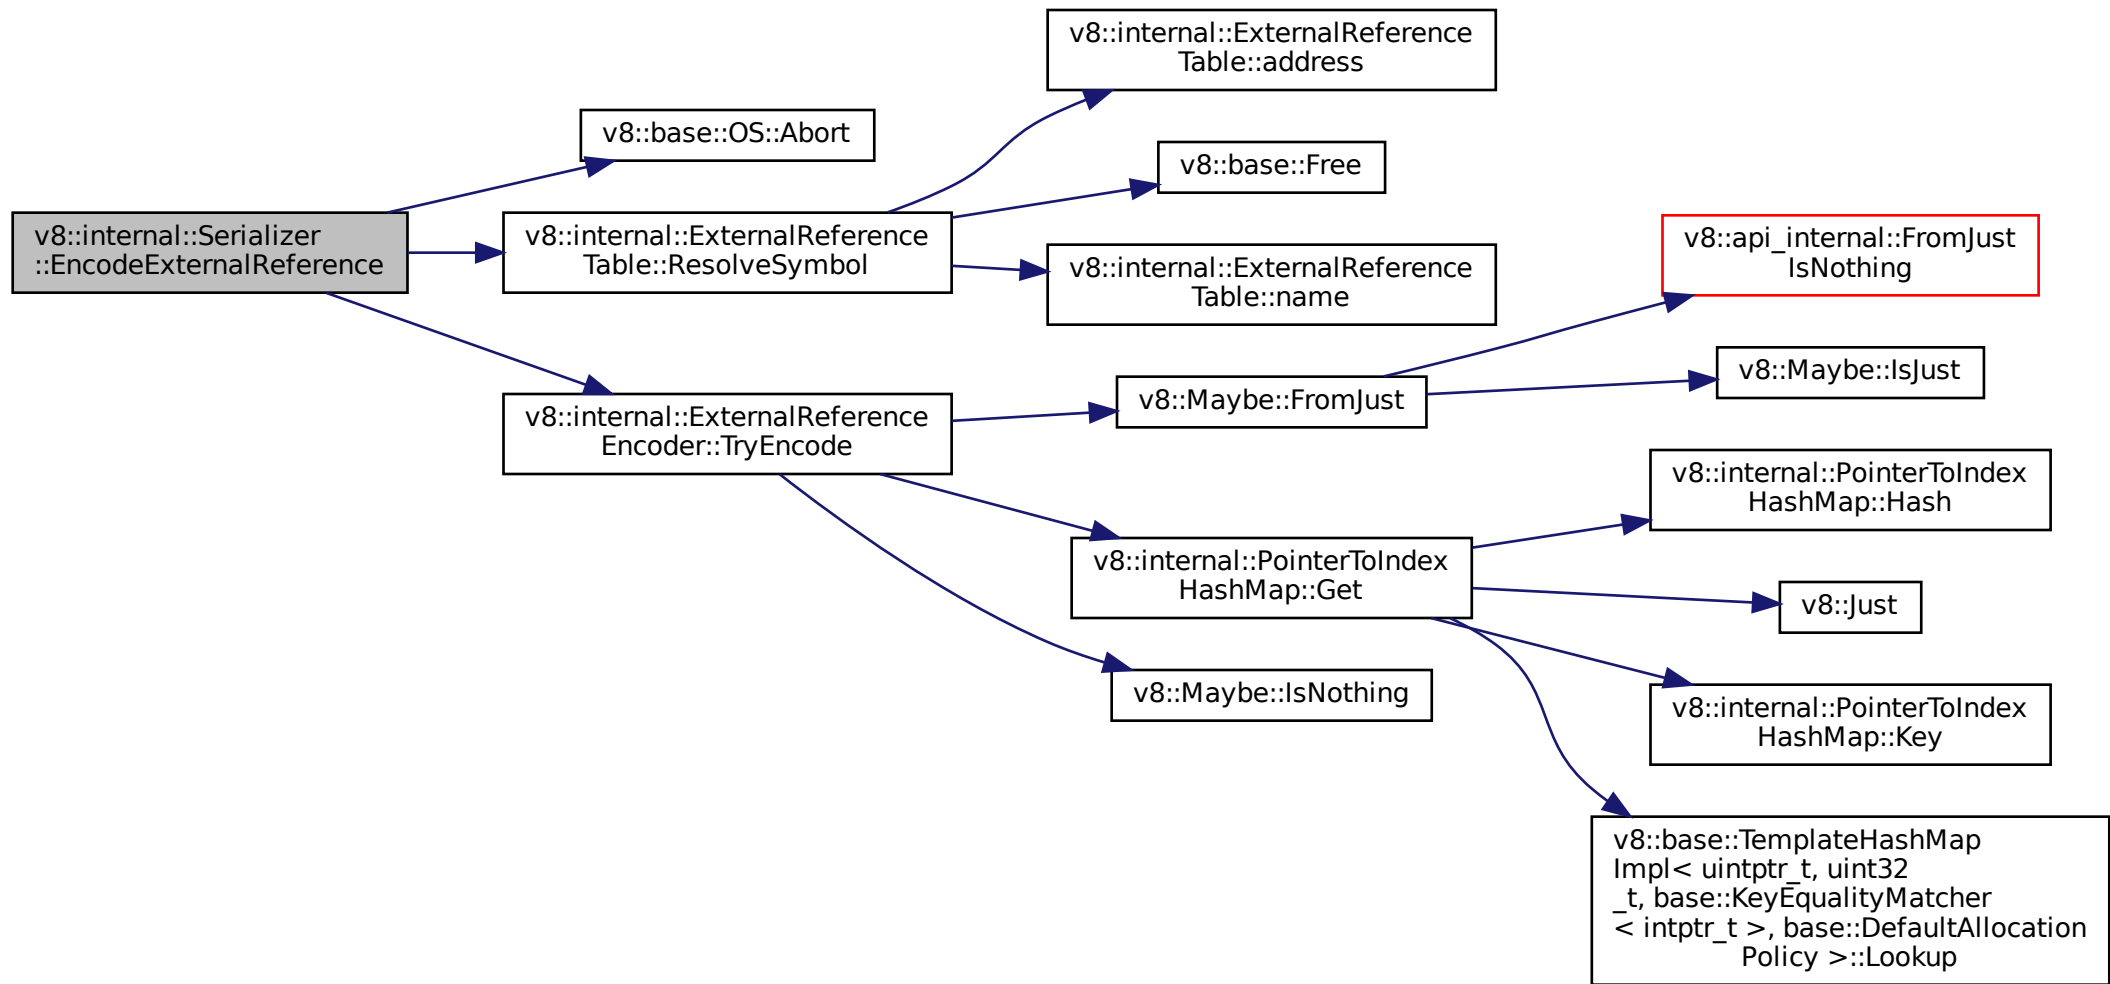 v8::internal::Serializer
::EncodeExternalReference
v8::base::OS::Abort
v8::internal::ExternalReference
Table::ResolveSymbol
v8::internal::ExternalReference
Encoder::TryEncode
v8::internal::ExternalReference
Table::address
v8::base::Free
v8::internal::ExternalReference
Table::name
v8::Maybe::FromJust
v8::internal::PointerToIndex
HashMap::Get
v8::Maybe::IsNothing
v8::api_internal::FromJust
IsNothing
v8::Maybe::IsJust
v8::internal::PointerToIndex
HashMap::Hash
v8::Just
v8::internal::PointerToIndex
HashMap::Key
v8::base::TemplateHashMap
Impl< uintptr_t, uint32
_t, base::KeyEqualityMatcher
< intptr_t >, base::DefaultAllocation
Policy >::Lookup